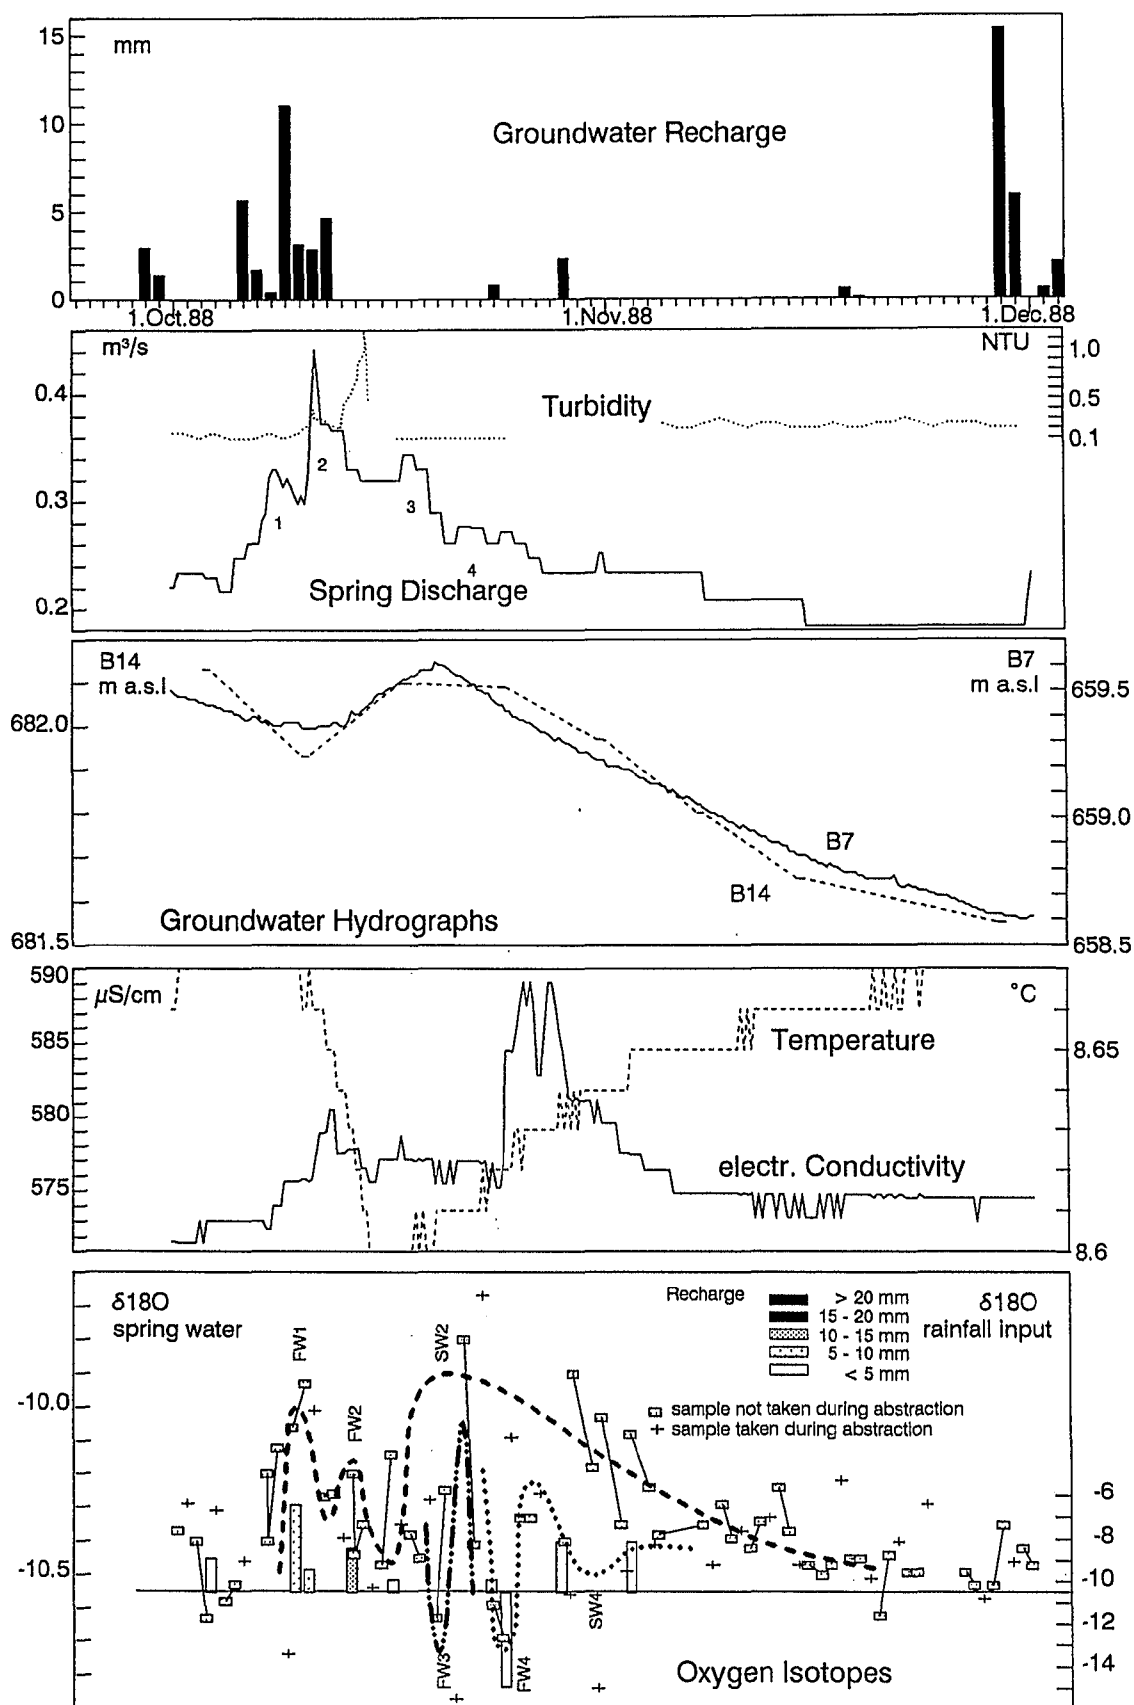 mm
15
10
5
0
Groundwater Recharge
1.Oct.88
1.Nov.88
1.Dec.88
m³/s
NTU
1.0
0.5
0.1
0.4
0.3
0.2
Turbidity
1
2
3
4
Spring Discharge
B14
m a.s.l
B7
m a.s.l
682.0
681.5
659.5
659.0
658.5
B7
B14
Groundwater Hydrographs
590
585
580
575
µS/cm
°C
8.65
8.6
Temperature
electr. Conductivity
δ18O
spring water
Recharge
> 20 mm
15 - 20 mm
10 - 15 mm
5 - 10 mm
< 5 mm
δ18O
rainfall input
sample not taken during abstraction
sample taken during abstraction
-10.0
-10.5
-6
-8
-10
-12
-14
FW1
FW2
SW2
FW3
FW4
SW4
Oxygen Isotopes